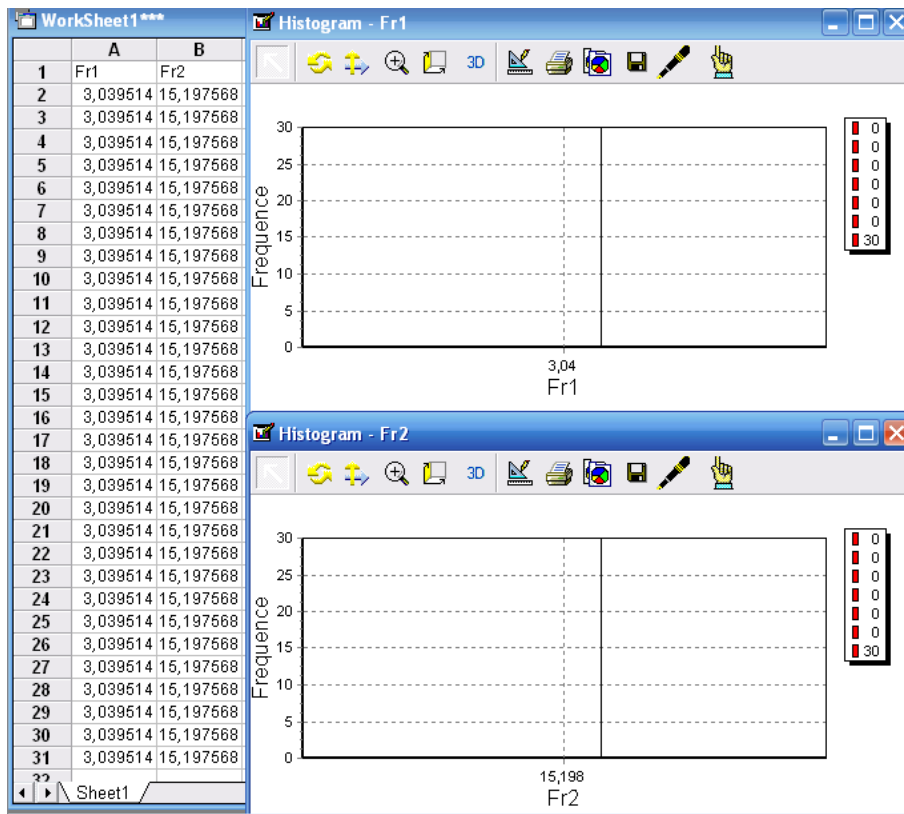 WorkSheet1***
A B
1 Fr1 Fr2
2 3,039514 15,197568
3 3,039514 15,197568
4 3,039514 15,197568
5 3,039514 15,197568
6 3,039514 15,197568
7 3,039514 15,197568
8 3,039514 15,197568
9 3,039514 15,197568
10 3,039514 15,197568
11 3,039514 15,197568
12 3,039514 15,197568
13 3,039514 15,197568
14 3,039514 15,197568
15 3,039514 15,197568
16 3,039514 15,197568
17 3,039514 15,197568
18 3,039514 15,197568
19 3,039514 15,197568
20 3,039514 15,197568
21 3,039514 15,197568
22 3,039514 15,197568
23 3,039514 15,197568
24 3,039514 15,197568
25 3,039514 15,197568
26 3,039514 15,197568
27 3,039514 15,197568
28 3,039514 15,197568
29 3,039514 15,197568
30 3,039514 15,197568
31 3,039514 15,197568
32
Sheet1
Histogram - Fr1
3D
30
25
20
15
10
5
0
Frequence
3,04
Fr1
0
0
0
0
0
0
30
Histogram - Fr2
3D
30
25
20
15
10
5
0
Frequence
15,198
Fr2
0
0
0
0
0
0
30